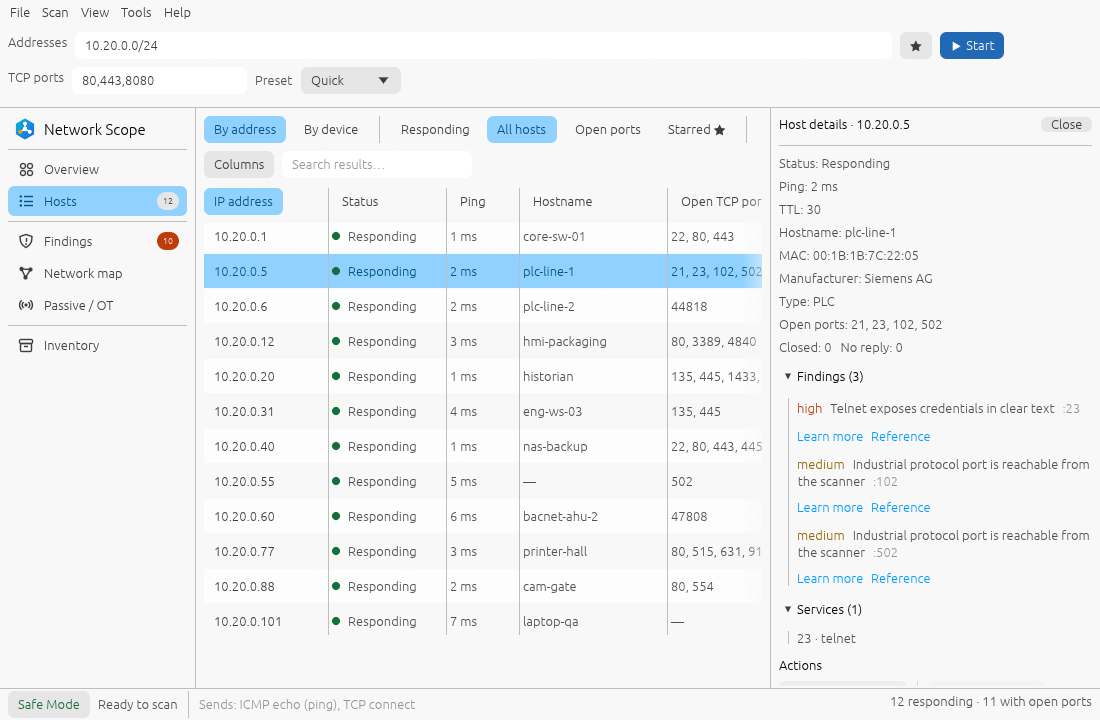 File Scan View Tools Help
Addresses 10.20.0.0/24 Start
TCP ports 80,443,8080 Preset Quick
Network Scope
Overview
Hosts 12
Findings 10
Network map
Passive / OT
Inventory
By address By device Responding All hosts Open ports Starred
Columns Search results…
IP address Status Ping Hostname Open TCP por
10.20.0.1 Responding 1 ms core-sw-01 22, 80, 443
10.20.0.5 Responding 2 ms plc-line-1 21, 23, 102, 502
10.20.0.6 Responding 2 ms plc-line-2 44818
10.20.0.12 Responding 3 ms hmi-packaging 80, 3389, 4840
10.20.0.20 Responding 1 ms historian 135, 445, 1433,
10.20.0.31 Responding 4 ms eng-ws-03 135, 445
10.20.0.40 Responding 1 ms nas-backup 22, 80, 443, 445
10.20.0.55 Responding 5 ms — 502
10.20.0.60 Responding 6 ms bacnet-ahu-2 47808
10.20.0.77 Responding 3 ms printer-hall 80, 515, 631, 91
10.20.0.88 Responding 2 ms cam-gate 80, 554
10.20.0.101 Responding 7 ms laptop-qa —
Host details · 10.20.0.5 Close
Status: Responding
Ping: 2 ms
TTL: 30
Hostname: plc-line-1
MAC: 00:1B:1B:7C:22:05
Manufacturer: Siemens AG
Type: PLC
Open ports: 21, 23, 102, 502
Closed: 0 No reply: 0
Findings (3)
high Telnet exposes credentials in clear text :23
Learn more Reference
medium Industrial protocol port is reachable from
the scanner :102
Learn more Reference
medium Industrial protocol port is reachable from
the scanner :502
Learn more Reference
Services (1)
23 · telnet
Actions
Safe Mode Ready to scan Sends: ICMP echo (ping), TCP connect 12 responding · 11 with open ports